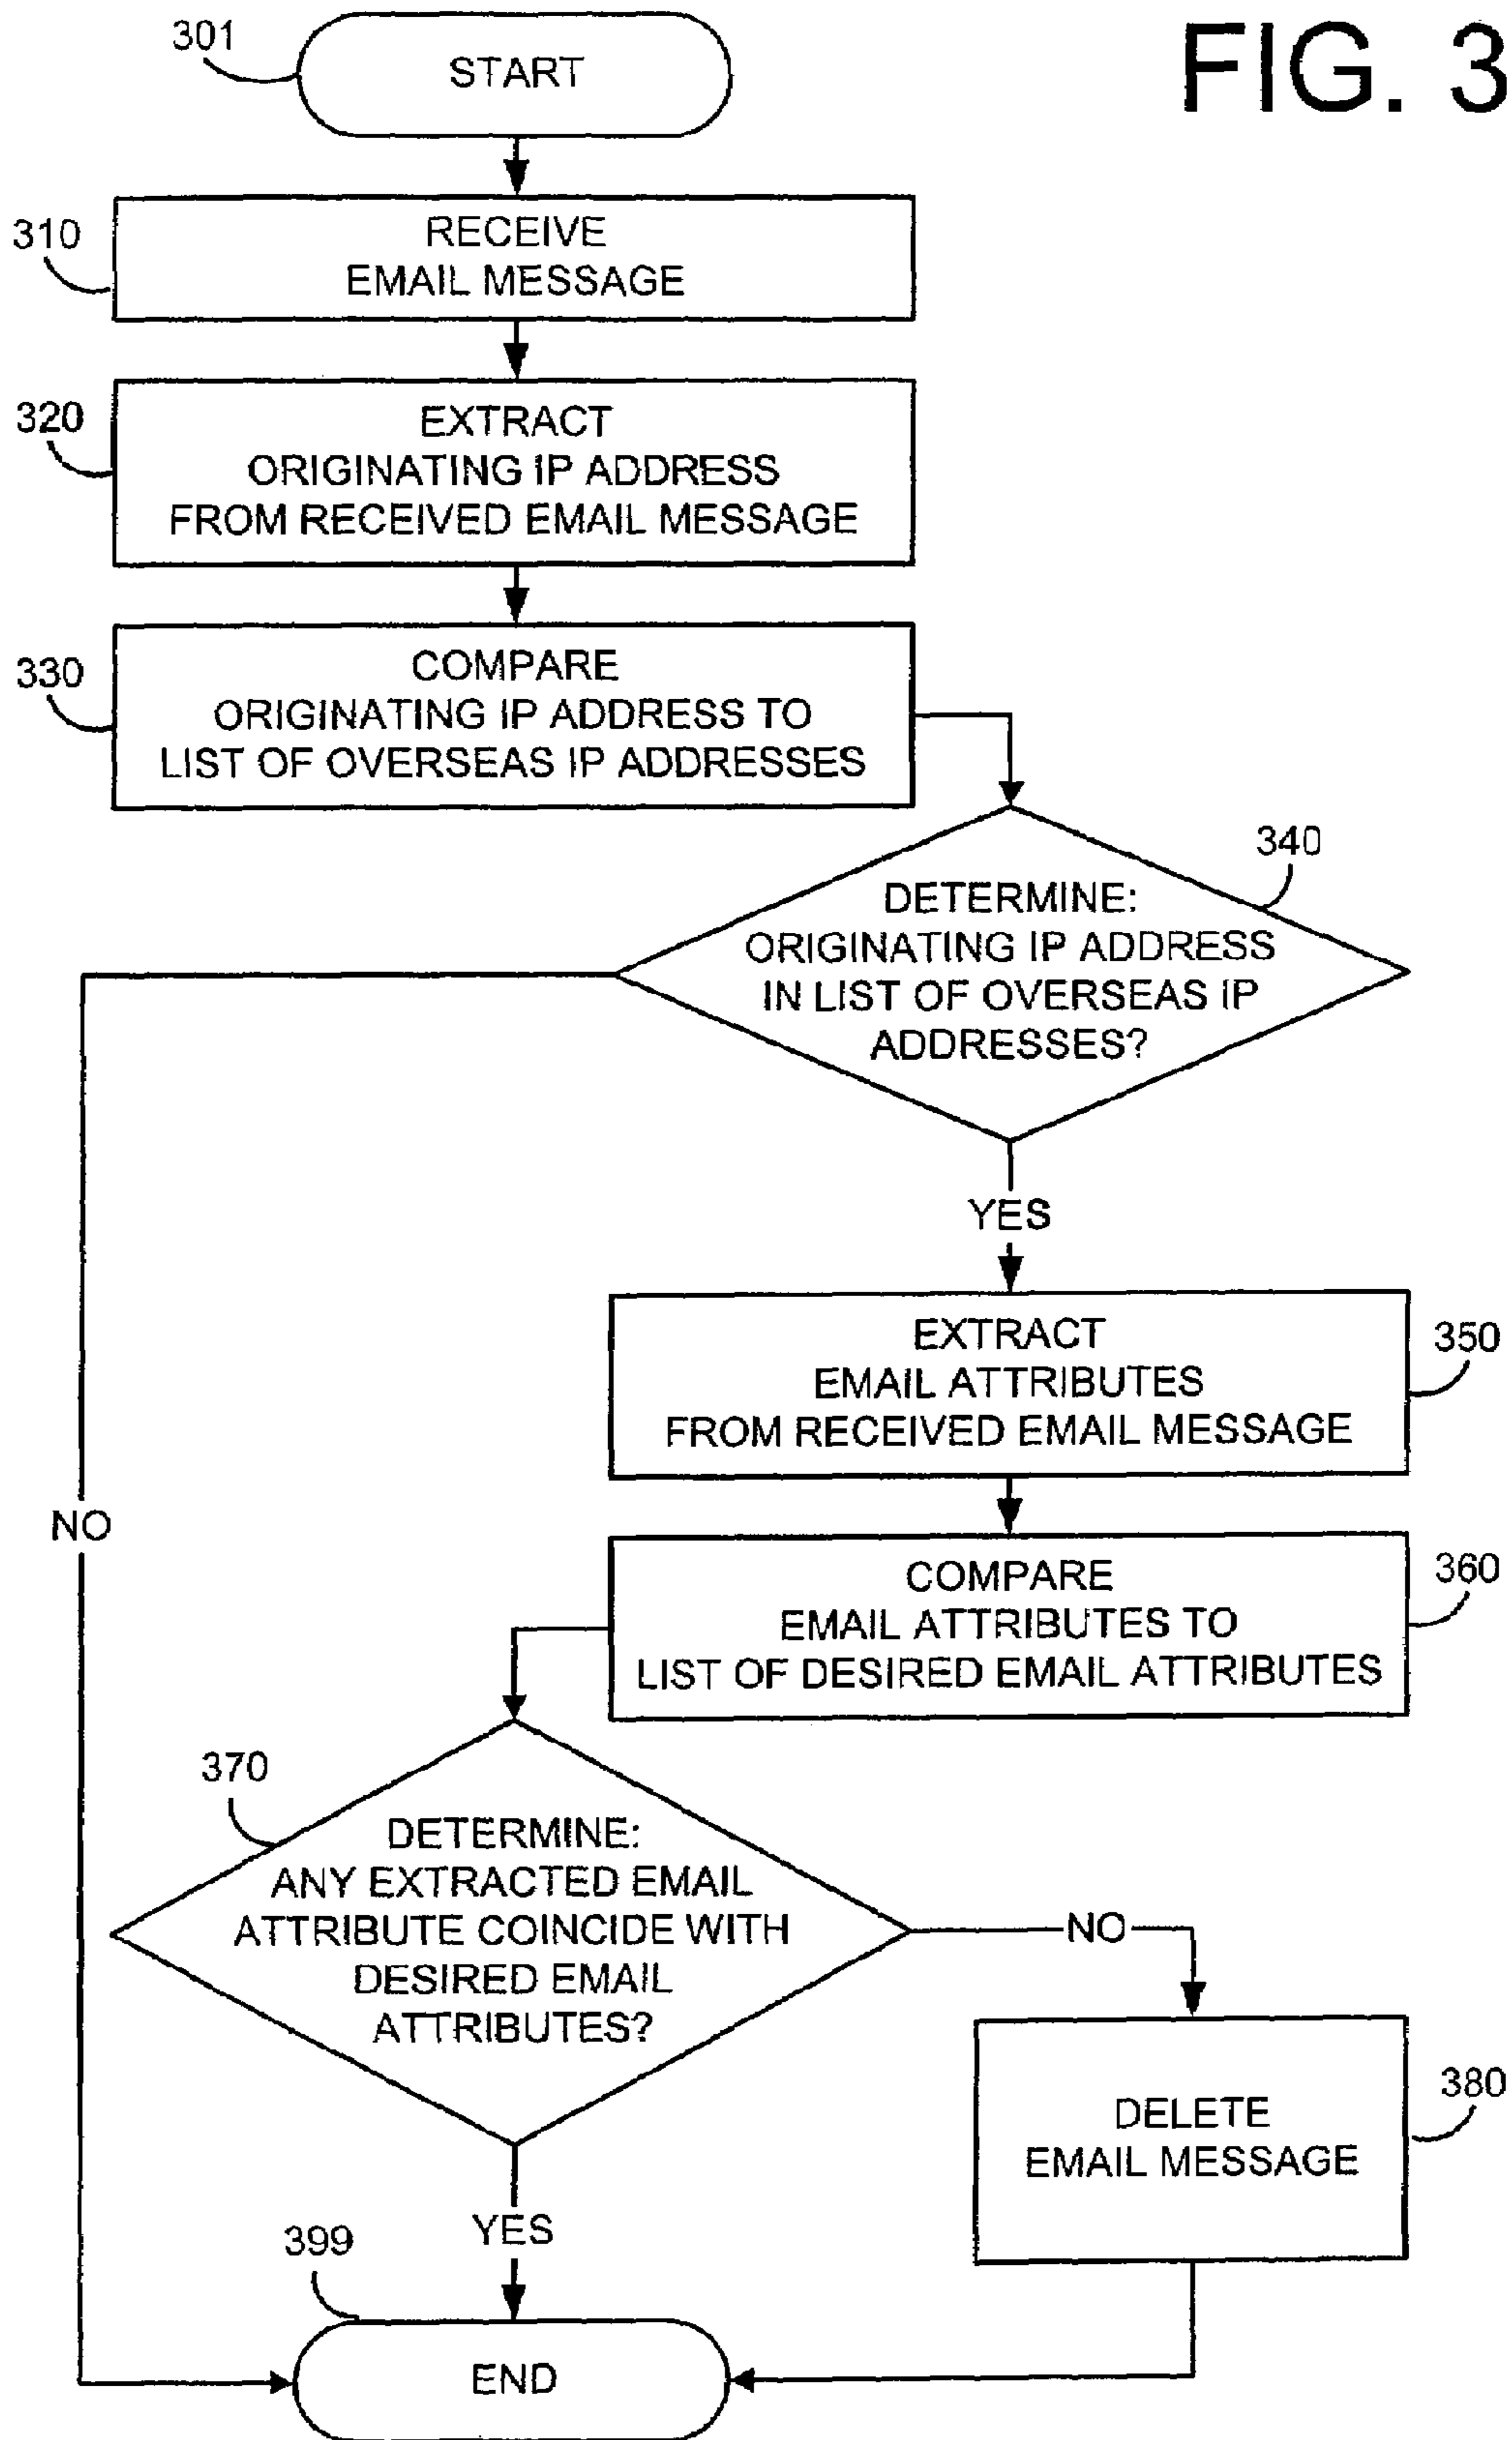 FIG. 3
301
START
310
RECEIVE
EMAIL MESSAGE
320
EXTRACT
ORIGINATING IP ADDRESS
FROM RECEIVED EMAIL MESSAGE
330
COMPARE
ORIGINATING IP ADDRESS TO
LIST OF OVERSEAS IP ADDRESSES
340
DETERMINE:
ORIGINATING IP ADDRESS
IN LIST OF OVERSEAS IP
ADDRESSES?
YES
350
EXTRACT
EMAIL ATTRIBUTES
FROM RECEIVED EMAIL MESSAGE
NO
360
COMPARE
EMAIL ATTRIBUTES TO
LIST OF DESIRED EMAIL ATTRIBUTES
370
DETERMINE:
ANY EXTRACTED EMAIL
ATTRIBUTE COINCIDE WITH
DESIRED EMAIL
ATTRIBUTES?
NO
380
DELETE
EMAIL MESSAGE
YES
399
END